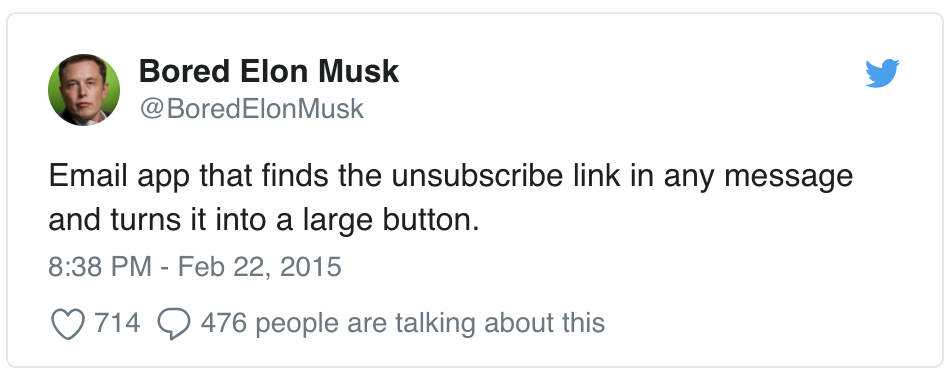 Bored Elon Musk
@BoredElonMusk
Email app that finds the unsubscribe link in any message
and turns it into a large button.
8:38 PM - Feb 22, 2015
714 476 people are talking about this